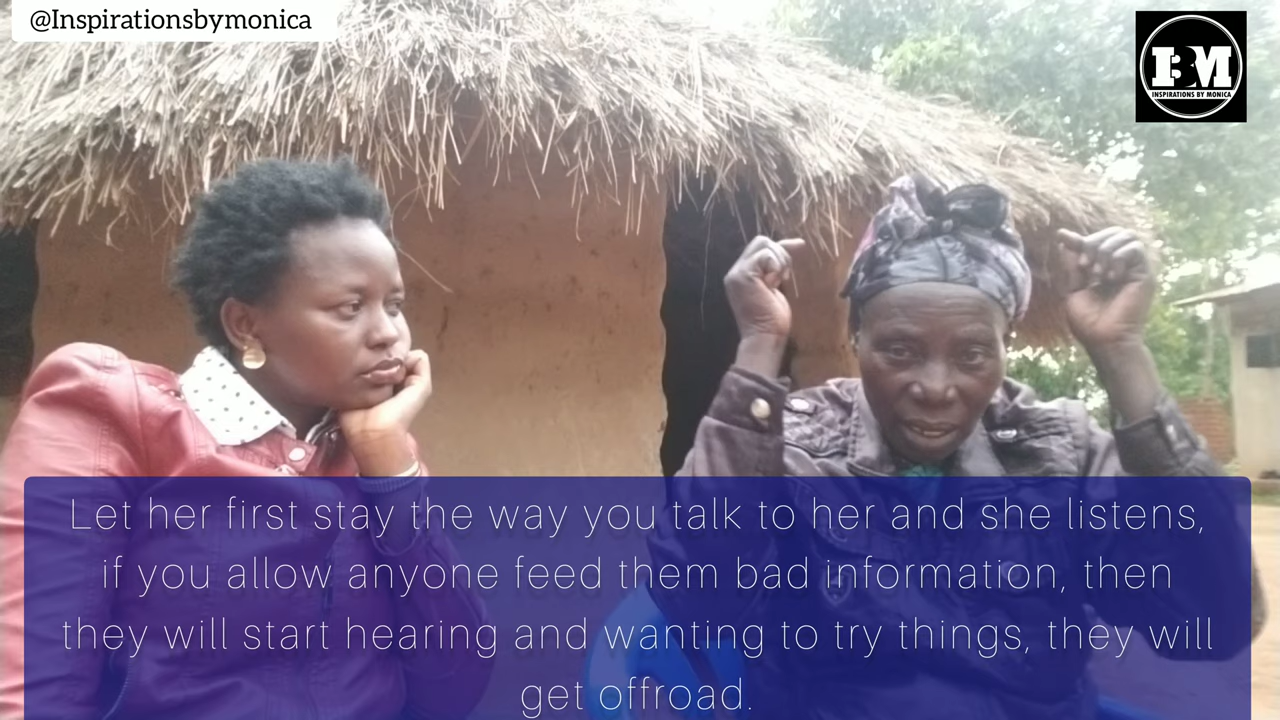 @Inspirationsbymonica
IBM
INSPIRATIONS BY MONICA
Let her first stay the way you talk to her and she listens,
if you allow anyone feed them bad information, then
they will start hearing and wanting to try things, they will
get offroad.